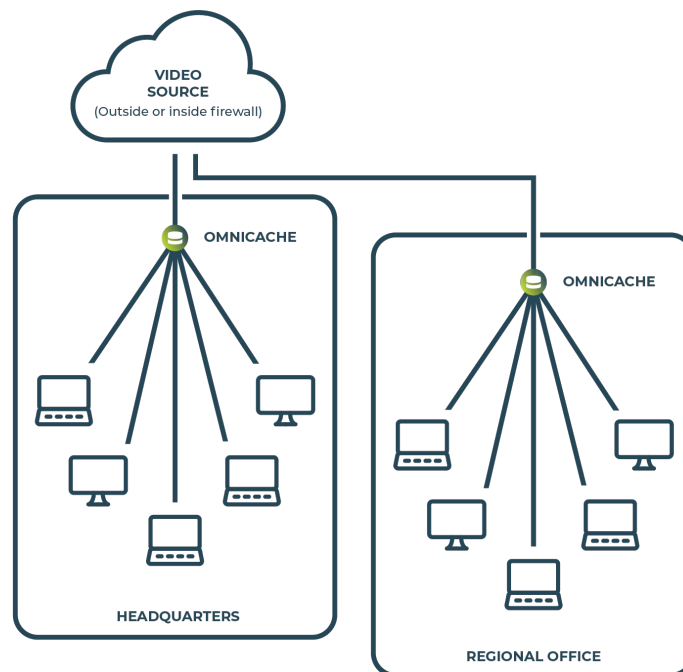 VIDEO
SOURCE
(Outside or inside firewall)
OMNICACHE
OMNICACHE
HEADQUARTERS
REGIONAL OFFICE